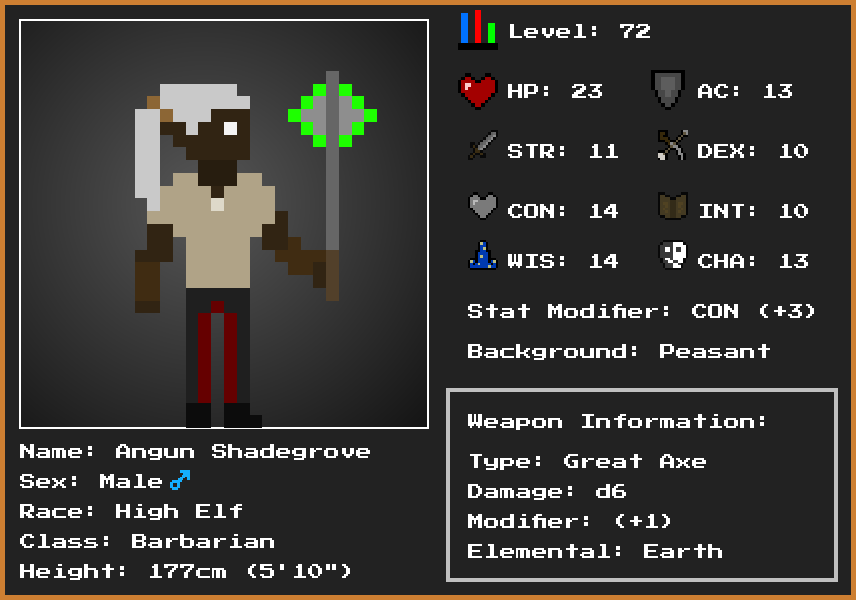 Level: 72
HP: 23
AC: 13
STR: 11
DEX: 10
CON: 14
INT: 10
WIS: 14
CHA: 13
Stat Modifier: CON (+3)
Background: Peasant
Name: Angun Shadegrove
Sex: Male♂
Race: High Elf
Class: Barbarian
Height: 177cm (5'10")
Weapon Information:
Type: Great Axe
Damage: d6
Modifier: (+1)
Elemental: Earth